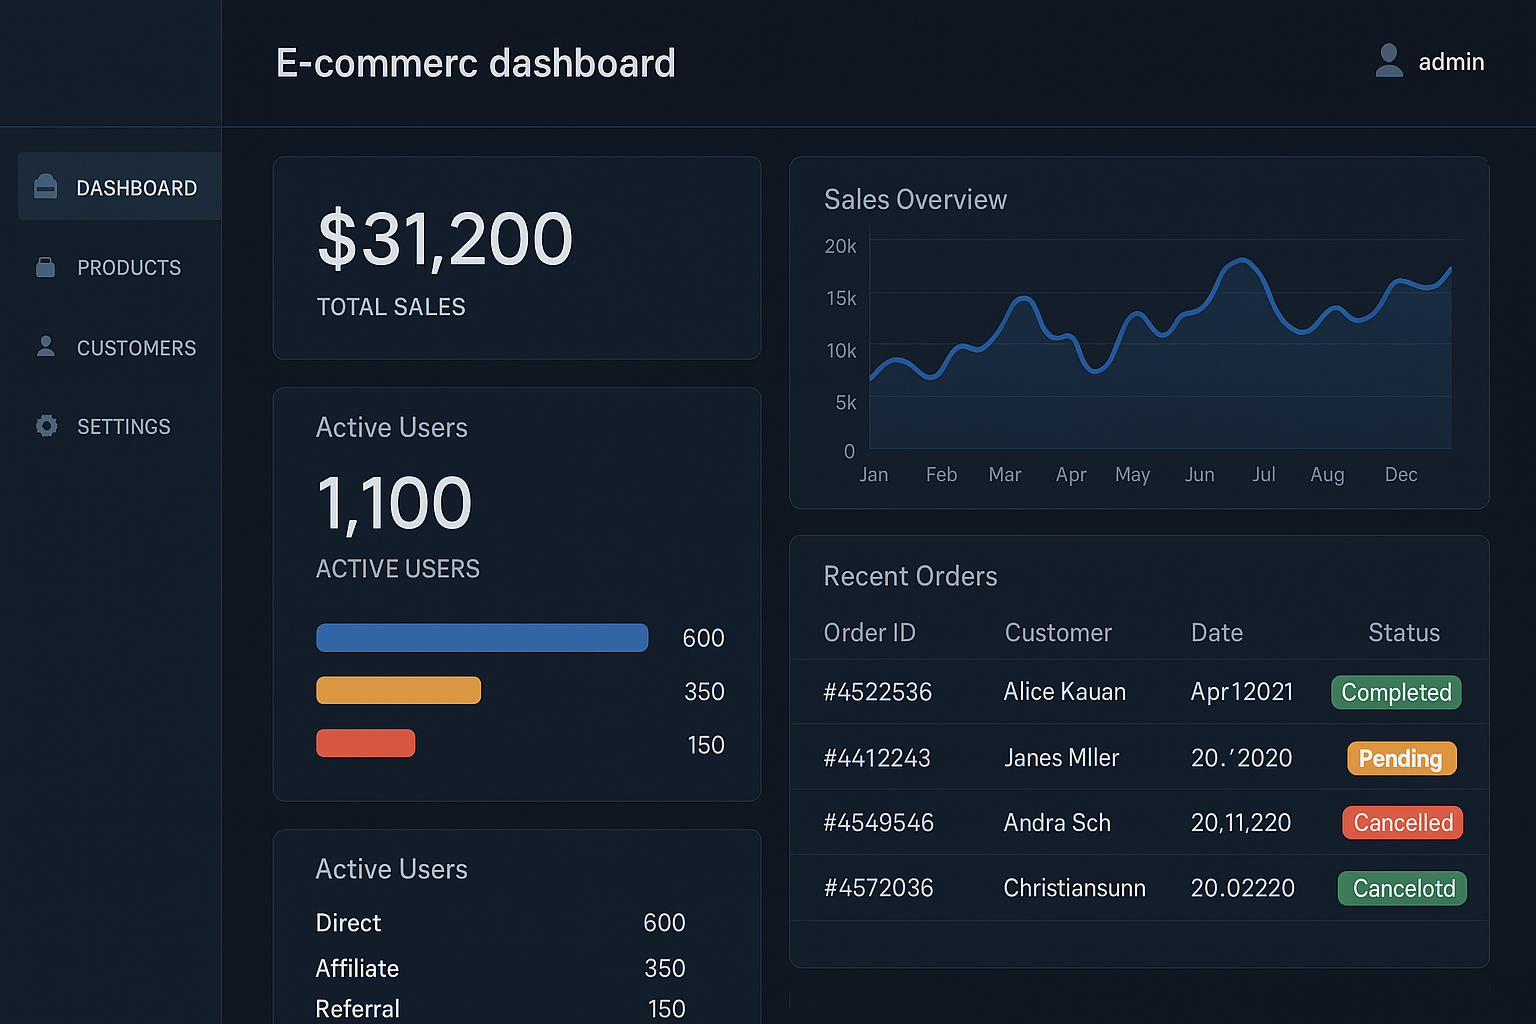 E-commerc dashboard
admin
DASHBOARD
PRODUCTS
CUSTOMERS
SETTINGS
$31,200
TOTAL SALES
Active Users
1,100
ACTIVE USERS
600
350
150
Active Users
Direct 600
Affiliate 350
Referral 150
Sales Overview
20k
15k
10k
5k
0
Jan Feb Mar Apr May Jun Jul Aug Dec
Recent Orders
Order ID Customer Date Status
#4522536 Alice Kauan Apr12021 Completed
#4412243 Janes Mller 20.′2020 Pending
#4549546 Andra Sch 20,11,220 Cancelled
#4572036 Christiansunn 20.02220 Cancelotd